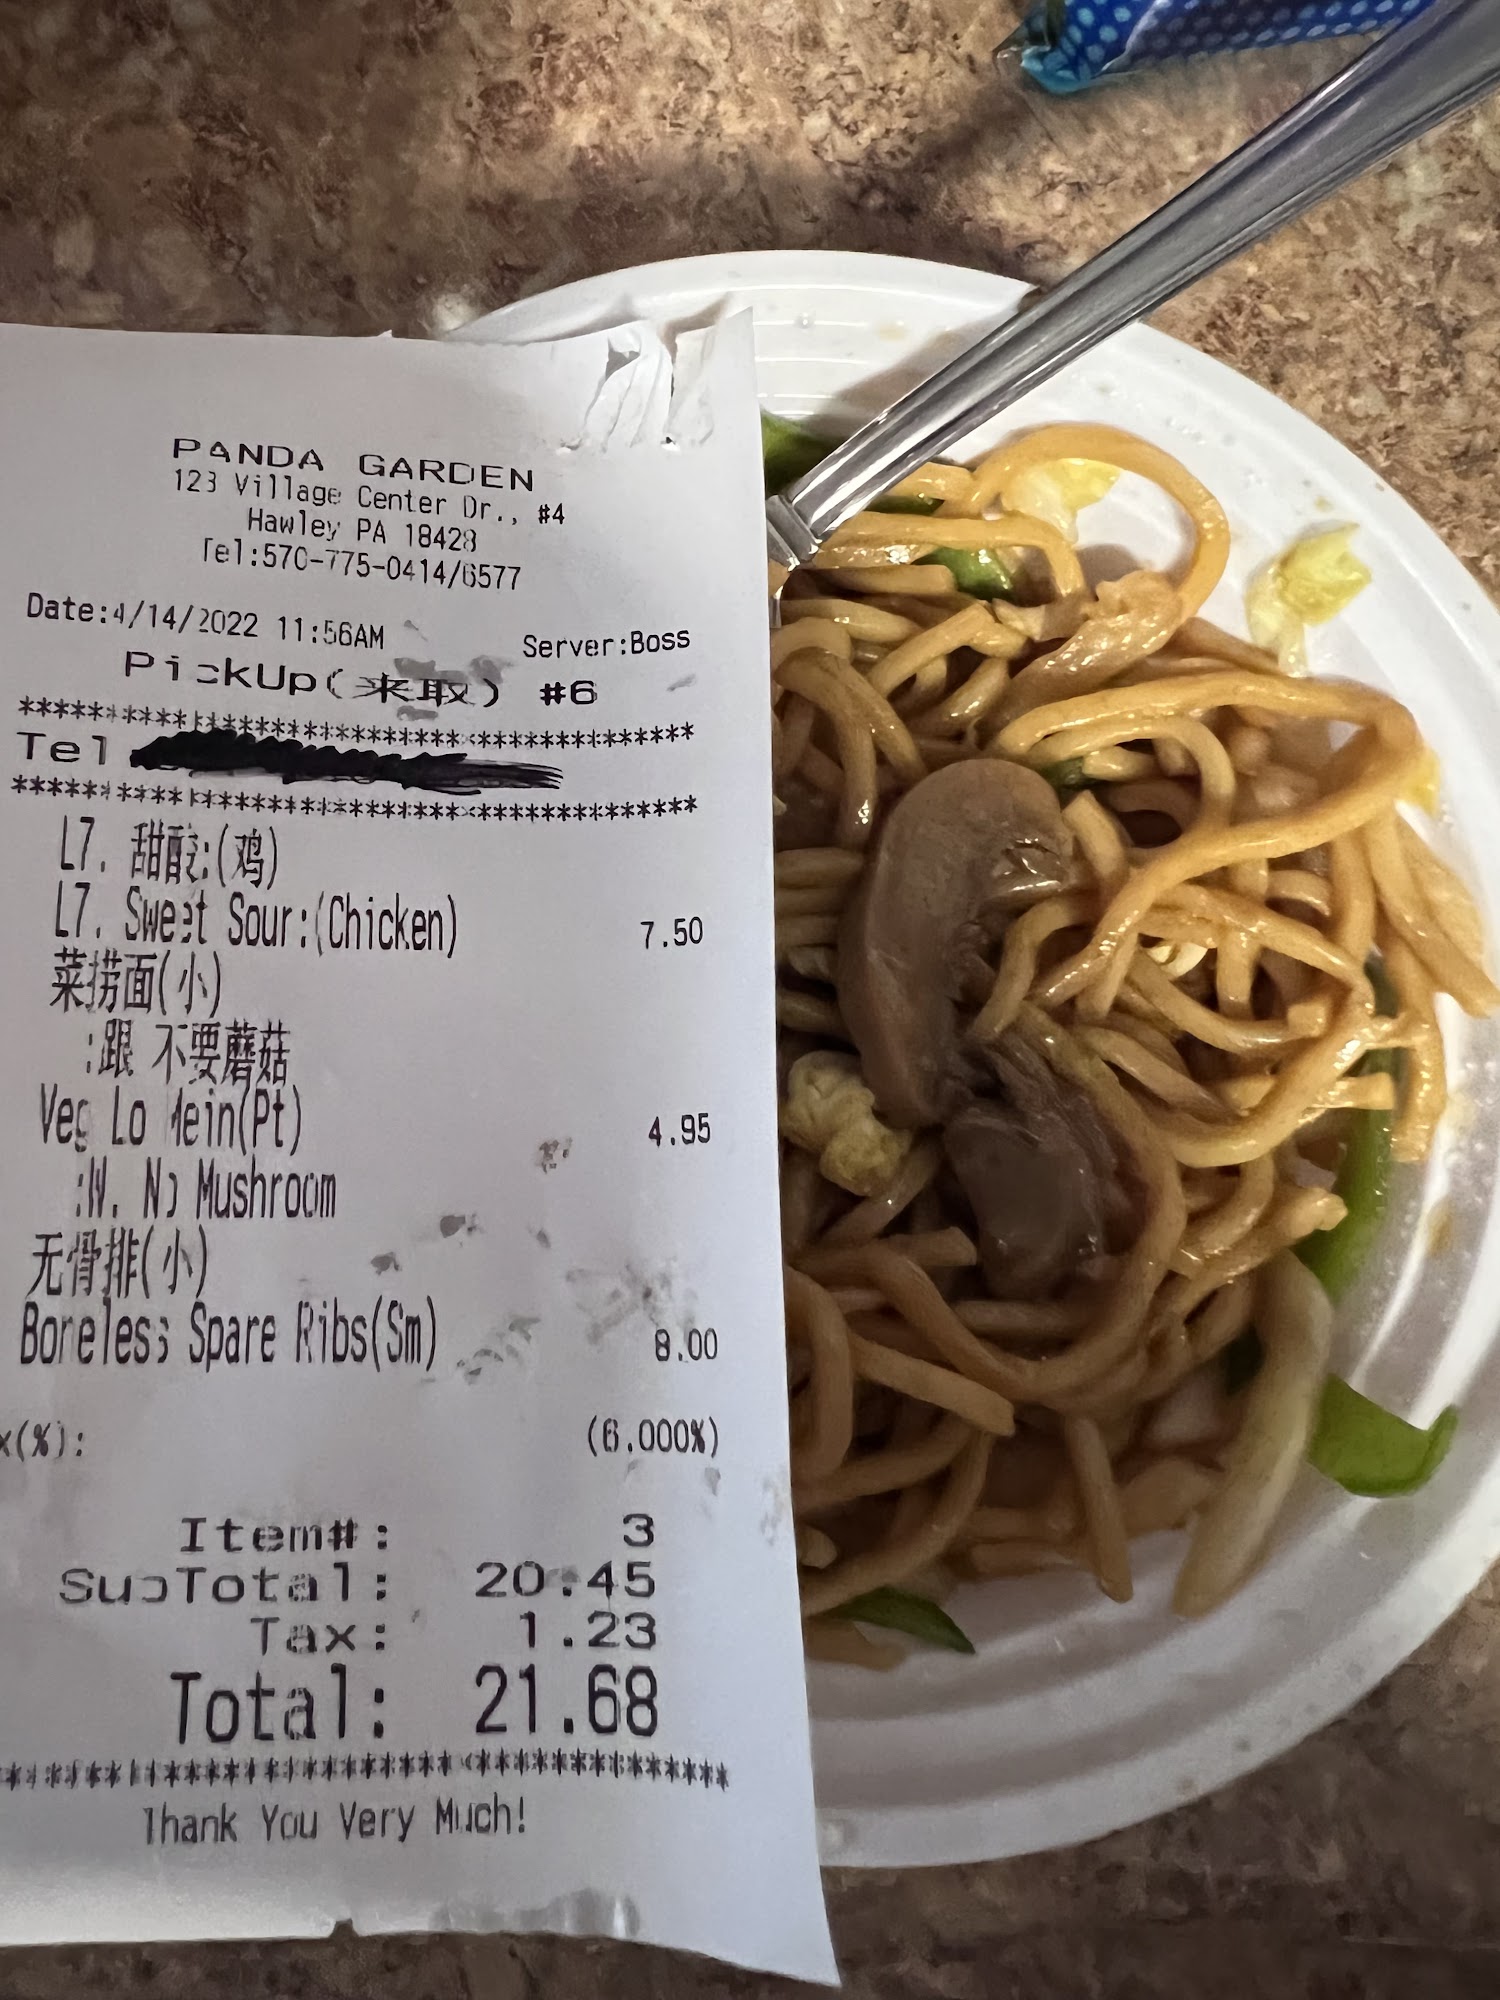 PANDA GARDEN
123 Village Center Dr., #4
Hawley PA 18428
Tel:570-775-0414/6577
Date:4/14/2022 11:56AM Server:Boss
PickUp(来取) #6
Tel
L7. 甜酸:(鸡)
L7. Sweet Sour:(Chicken) 7.50
菜捞面(小)
:跟 不要蘑菇
Veg Lo Mein(Pt) 4.95
:W. No Mushroom
无骨排(小)
Boneless Spare Ribs(Sm) 8.00
x(%): (6.000%)
Item#: 3
SubTotal: 20.45
Tax: 1.23
Total: 21.68
Thank You Very Much!